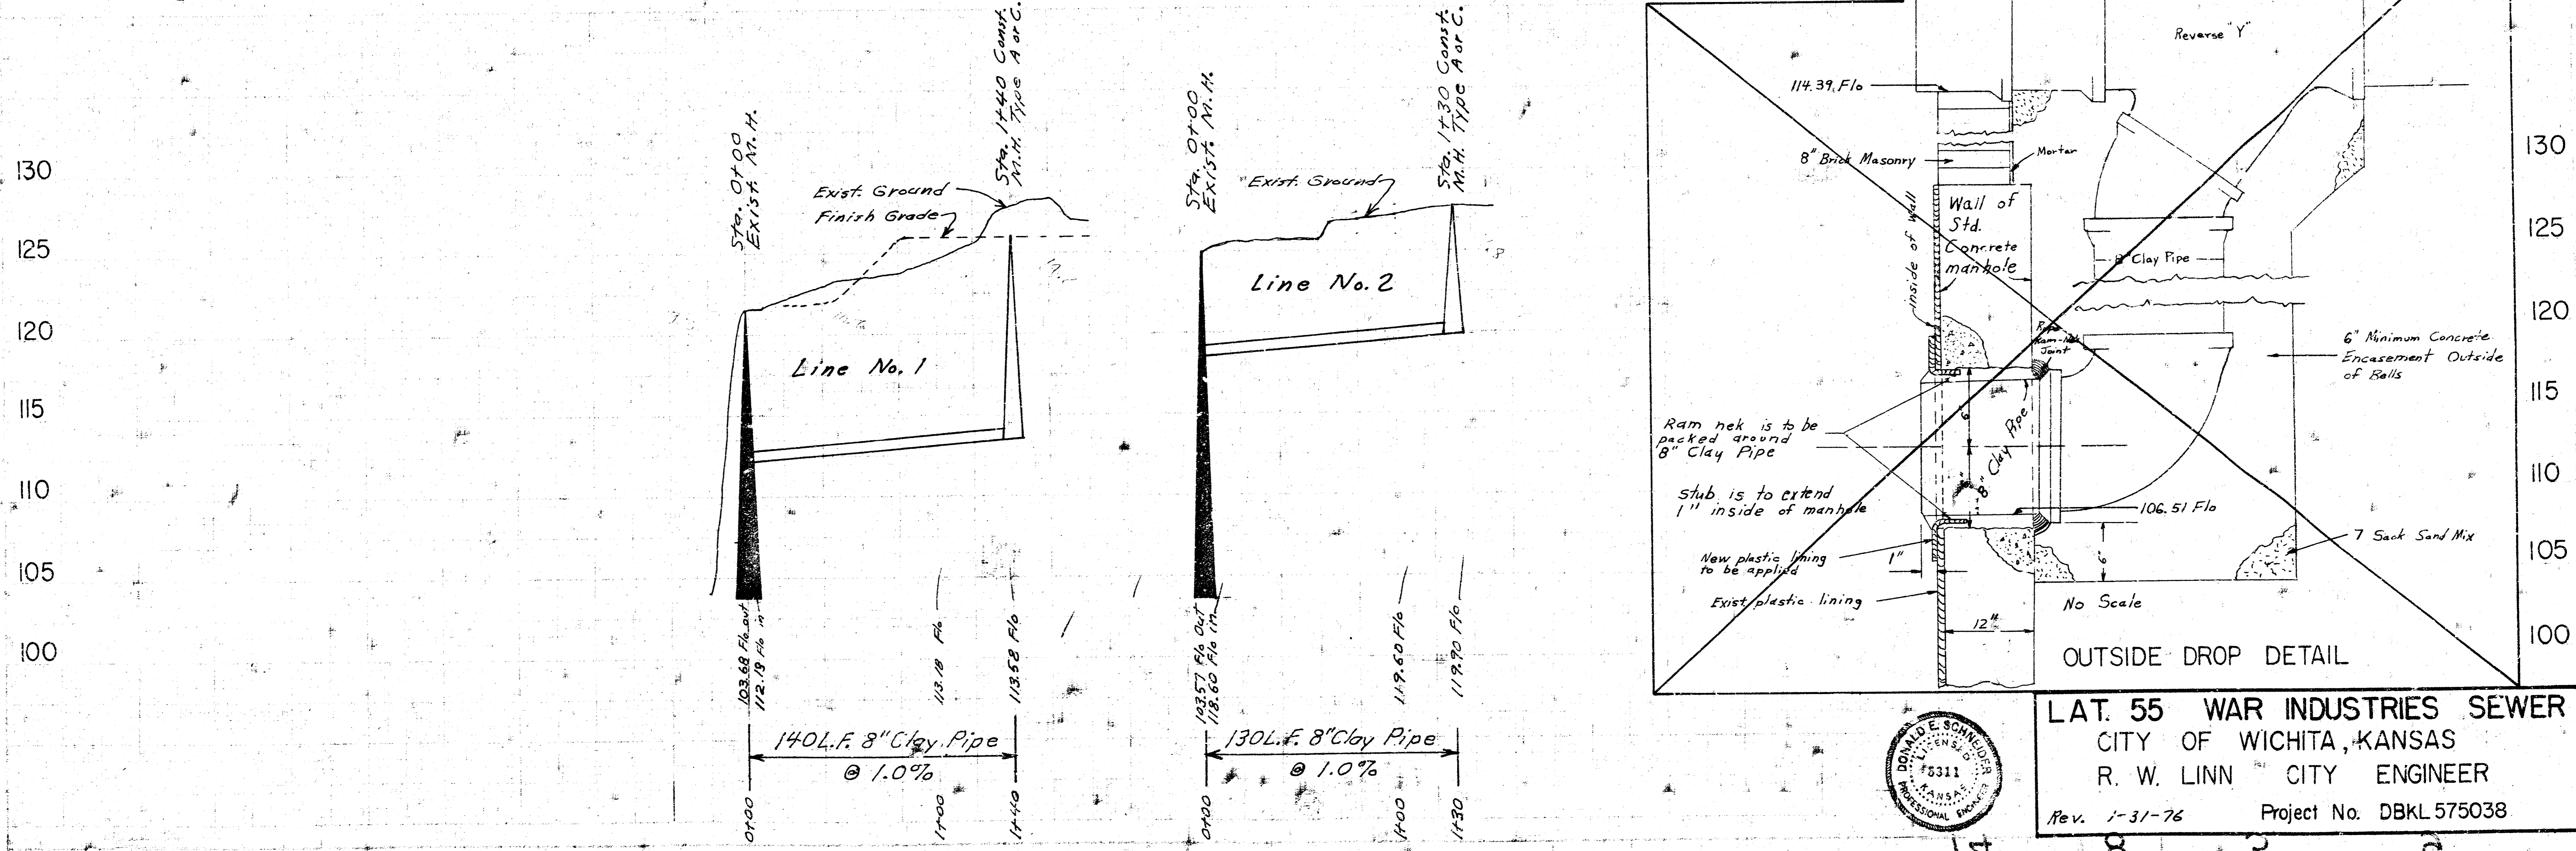 130
125
120
115
110
105
100
Sta. 0+00
Exist. M.H.
Exist. Ground
Finish Grade
Sta. 1+40 Const.
M.H. Type A or C.
Line No. 1
103.68 Flo out
112.18 Flo in
113.18 Flo
113.58 Flo
140 L.F. 8" Clay Pipe
@ 1.0%
0+00
1+00
1+40
Sta. 0+00
Exist. M.H.
Exist. Ground
Sta. 1+30 Const.
M.H. Type A or C.
Line No. 2
103.57 Flo Out
118.60 Flo in
119.60 Flo
119.90 Flo
130 L.F. 8" Clay Pipe
@ 1.0%
0+00
1+00
1+30
Reverse "Y"
114.39 Flo
8" Brick Masonry
Mortar
inside of wall
Wall of
Std.
Concrete
manhole
8" Clay Pipe
Ram-Nek
Joint
6" Minimum Concrete
Encasement Outside
of Bells
Ram nek is to be
packed around
8" Clay Pipe
6"
8" Clay Pipe
Stub is to extend
1" inside of manhole
106.51 Flo
7 Sack Sand Mix
New plastic lining
to be applied
1"
6"
Exist. plastic lining
12"
No Scale
OUTSIDE DROP DETAIL
130
125
120
115
110
105
100
DONALD E. SCHNEIDER
LICENSED
5311
KANSAS
PROFESSIONAL ENGINEER
LAT. 55 WAR INDUSTRIES SEWER
CITY OF WICHITA, KANSAS
R. W. LINN CITY ENGINEER
Rev. 1-31-76 Project No. DBKL 575038